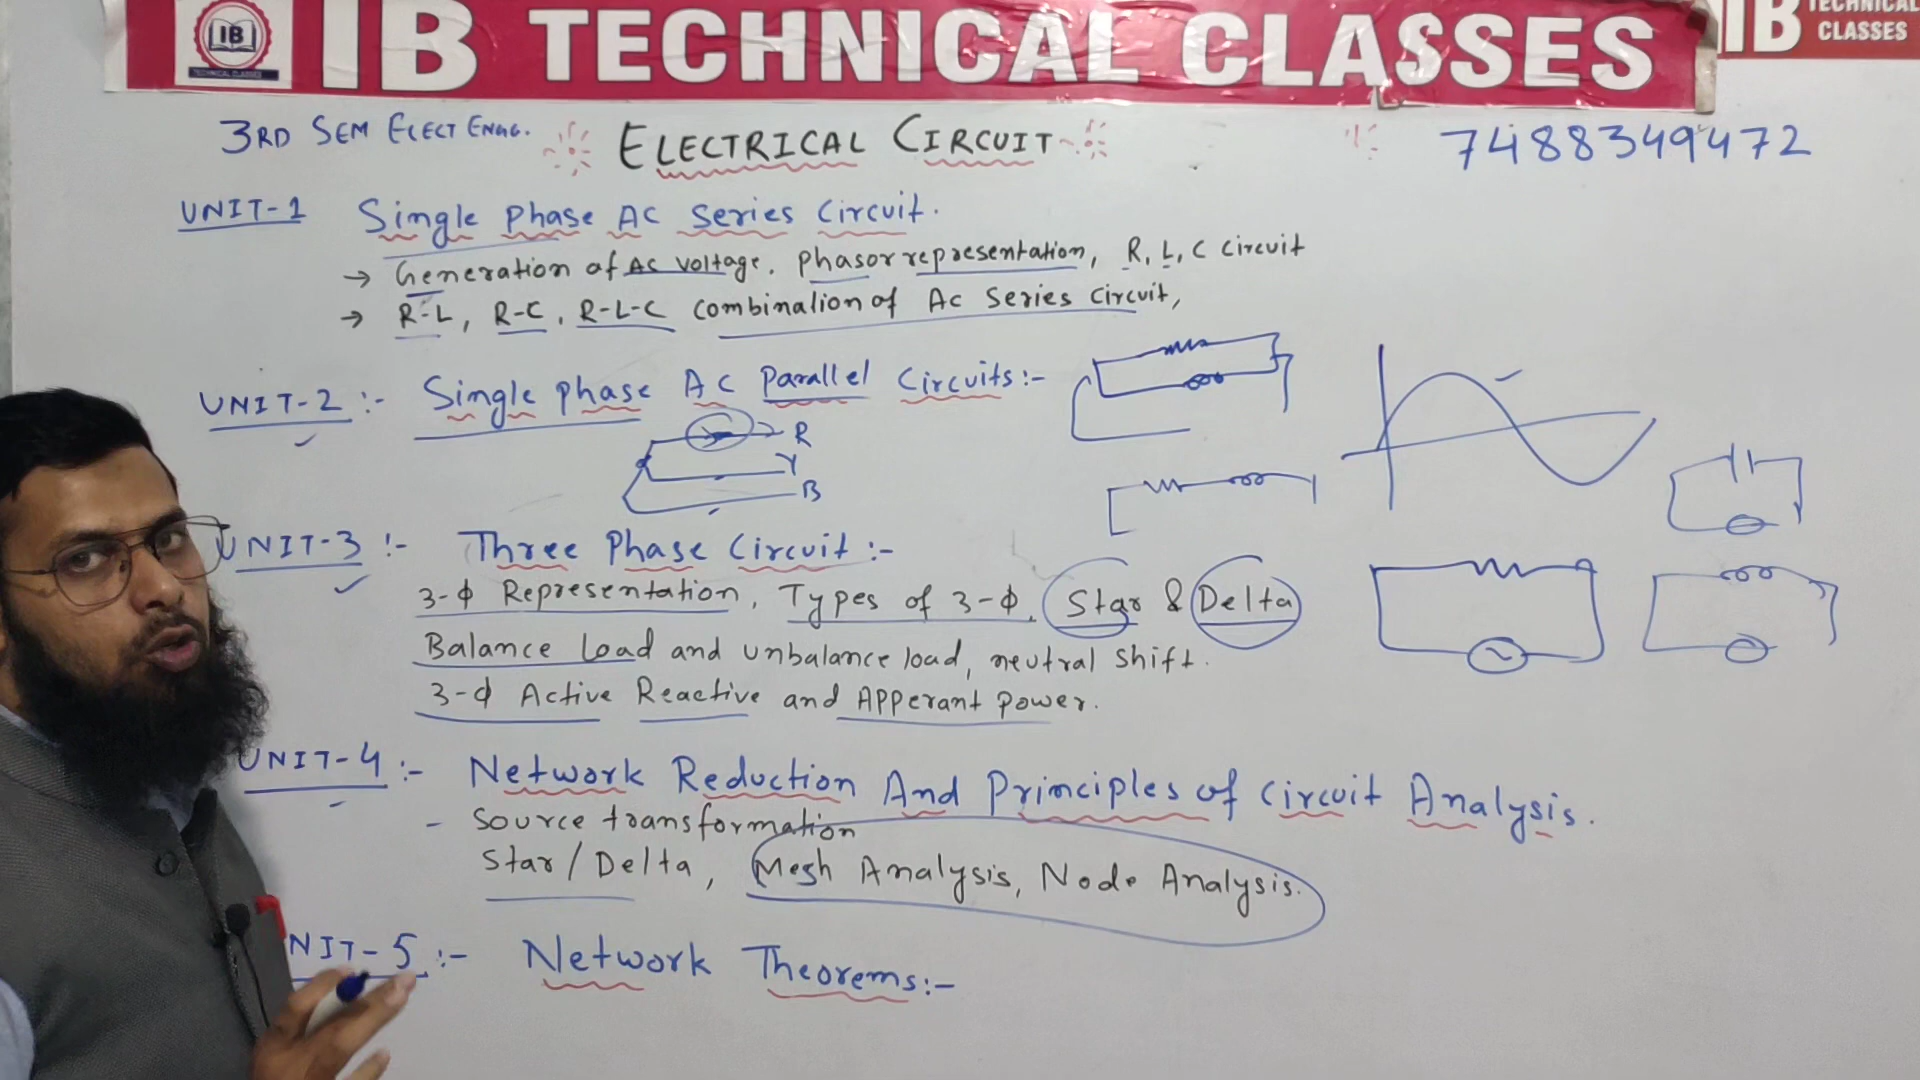 IB TECHNICAL CLASSES
IB
TECHNICAL CLASSES
IB TECHNICAL
CLASSES
3RD SEM ELECT ENGG.
ELECTRICAL CIRCUIT
7488349472
UNIT-1 Single Phase AC Series Circuit.
→ Generation of AC voltage, phasor representation, R, L, C circuit
→ R-L, R-C, R-L-C combination of Ac Series circuit,
UNIT-2 :- Single phase AC Parallel Circuits:-
R
Y
B
UNIT-3 :- Three Phase Circuit :-
3-ϕ Representation, Types of 3-ϕ, Star & Delta
Balance load and unbalance load, neutral shift.
3-ϕ Active Reactive and Apperant power.
UNIT-4 :- Network Reduction And Principles of circuit Analysis.
- Source transformation
Star/Delta, Mesh Analysis, Node Analysis.
NIT-5 :- Network Theorems:-